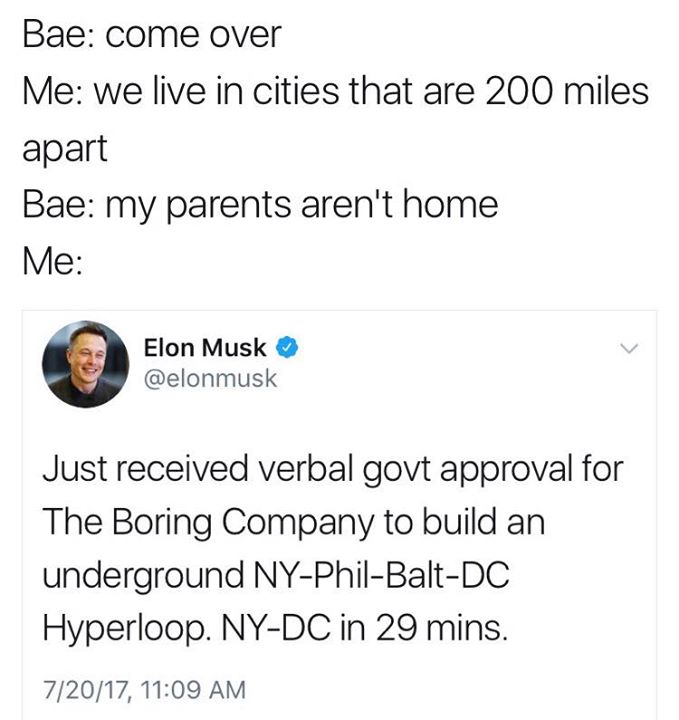 Bae: come over
Me: we live in cities that are 200 miles
apart
Bae: my parents aren't home
Me:
Elon Musk
@elonmusk
Just received verbal govt approval for
The Boring Company to build an
underground NY-Phil-Balt-DC
Hyperloop. NY-DC in 29 mins.
7/20/17, 11:09 AM